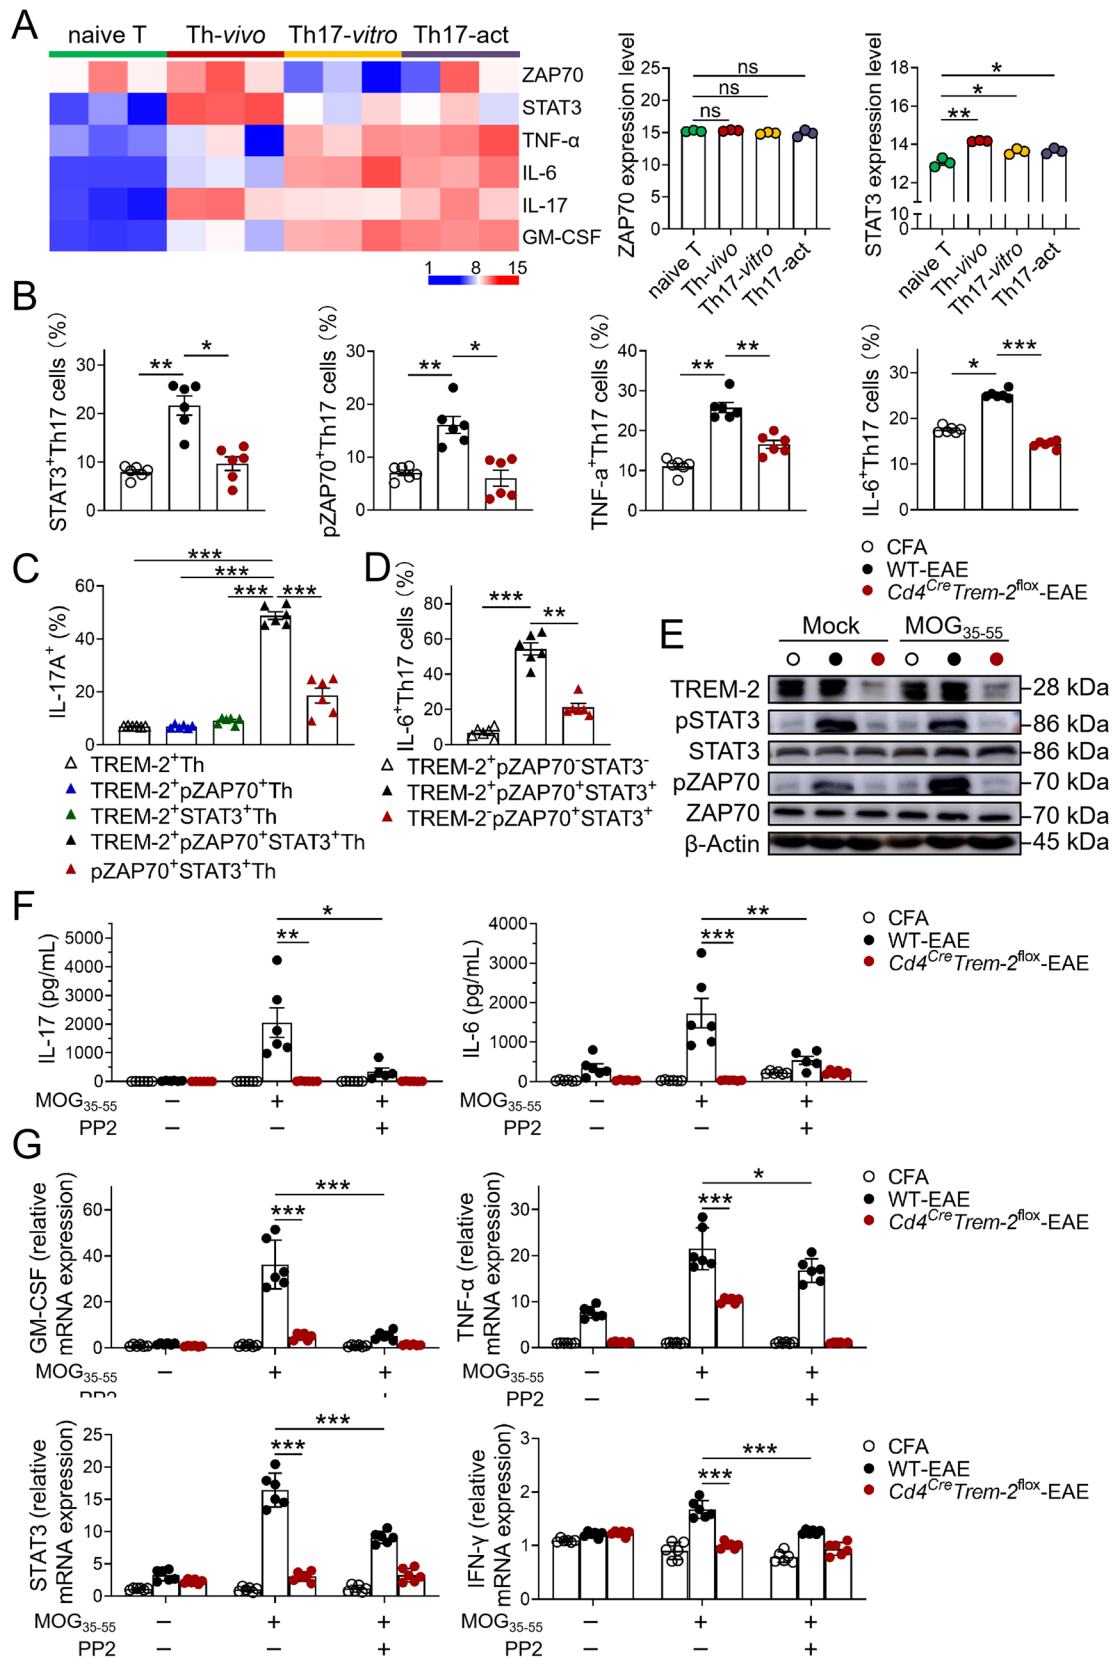 A
naive T Th-vivo Th17-vitro Th17-act
ZAP70
STAT3
TNF-α
IL-6
IL-17
GM-CSF
1 8 15
ZAP70 expression level
25
20
15
10
5
0
ns
ns
ns
naive T Th-vivo Th17-vitro Th17-act
STAT3 expression level
18
16
14
12
10
0
*
*
**
naive T Th-vivo Th17-vitro Th17-act
B
STAT3+Th17 cells (%)
30
20
10
0
** *
pZAP70+Th17 cells (%)
30
20
10
0
** *
TNF-a+Th17 cells (%)
40
30
20
10
0
** **
IL-6+Th17 cells (%)
30
20
10
0
* ***
CFA
WT-EAE
Cd4CreTrem-2flox-EAE
C
IL-17A+ (%)
60
40
20
0
***
***
*** ***
TREM-2+Th
TREM-2+pZAP70+Th
TREM-2+STAT3+Th
TREM-2+pZAP70+STAT3+Th
pZAP70+STAT3+Th
D
IL-6+Th17 cells (%)
80
60
40
20
0
*** **
TREM-2+pZAP70-STAT3-
TREM-2+pZAP70+STAT3+
TREM-2-pZAP70+STAT3+
E
Mock MOG35-55
TREM-2 28 kDa
pSTAT3 86 kDa
STAT3 86 kDa
pZAP70 70 kDa
ZAP70 70 kDa
β-Actin 45 kDa
F
IL-17 (pg/mL)
5000
4000
3000
2000
1000
0
*
**
MOG35-55 − + +
PP2 − − +
IL-6 (pg/mL)
4000
3000
2000
1000
0
**
***
MOG35-55 − + +
PP2 − − +
CFA
WT-EAE
Cd4CreTrem-2flox-EAE
G
GM-CSF (relative
mRNA expression)
60
40
20
0
***
***
MOG35-55 − + +
TNF-α (relative
mRNA expression)
30
20
10
0
*
***
MOG35-55 − + +
PP2 − − +
CFA
WT-EAE
Cd4CreTrem-2flox-EAE
STAT3 (relative
mRNA expression)
25
20
15
10
5
0
***
***
MOG35-55 − + +
PP2 − − +
IFN-γ (relative
mRNA expression)
3
2
1
0
***
***
MOG35-55 − + +
PP2 − − +
CFA
WT-EAE
Cd4CreTrem-2flox-EAE